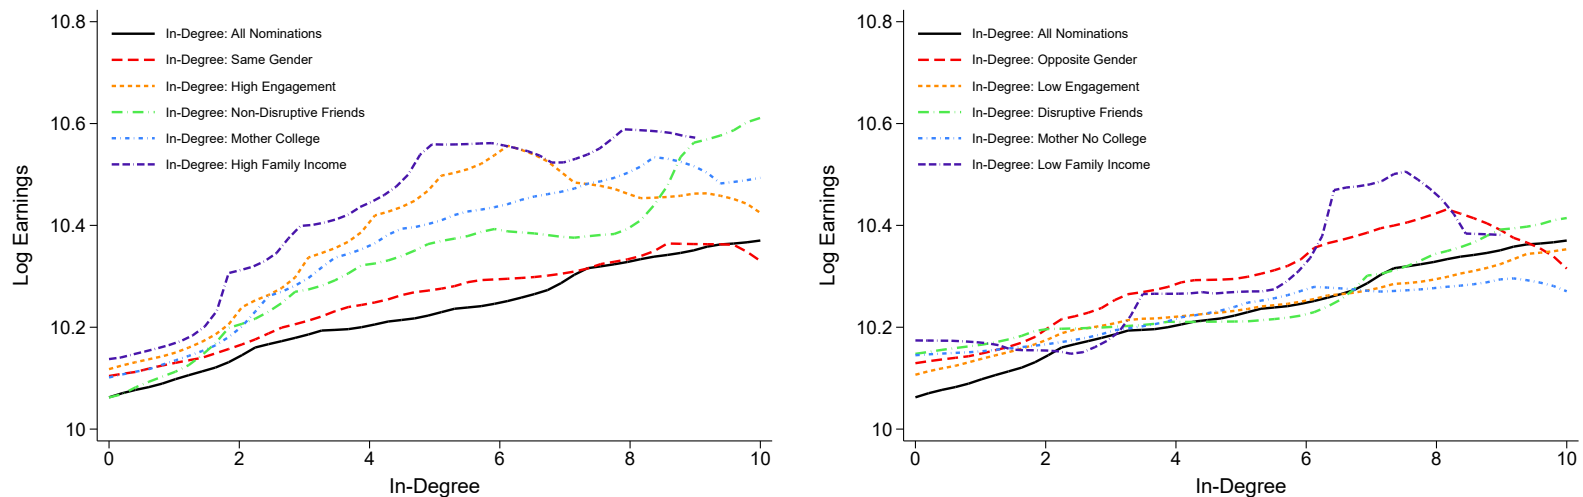 10.8
10.6
10.4
10.2
10
Log Earnings
In-Degree: All Nominations
In-Degree: Same Gender
In-Degree: High Engagement
In-Degree: Non-Disruptive Friends
In-Degree: Mother College
In-Degree: High Family Income
0 2 4 6 8 10
In-Degree
10.8
10.6
10.4
10.2
10
Log Earnings
In-Degree: All Nominations
In-Degree: Opposite Gender
In-Degree: Low Engagement
In-Degree: Disruptive Friends
In-Degree: Mother No College
In-Degree: Low Family Income
0 2 4 6 8 10
In-Degree